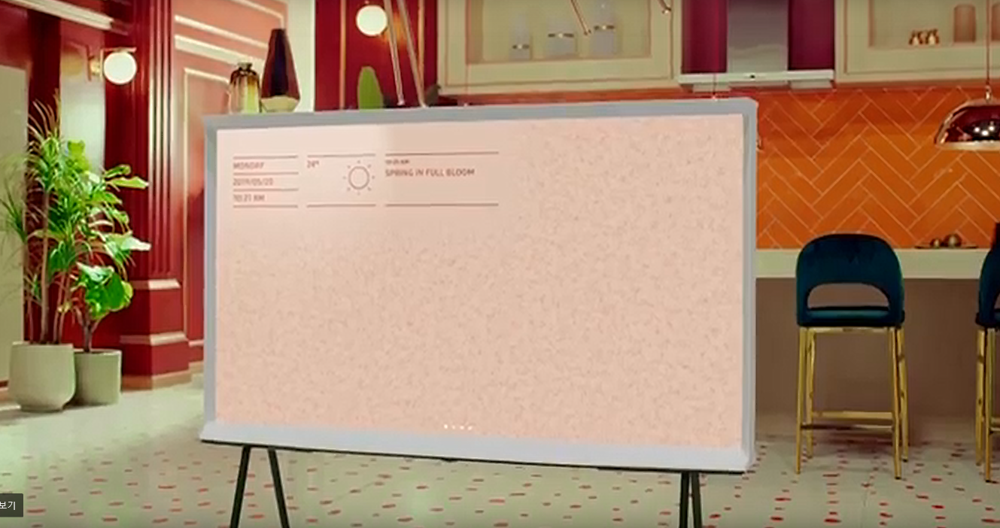 MONDAY
2019/05/20
10:21 AM
24°
SPRING IN FULL BLOOM
보기